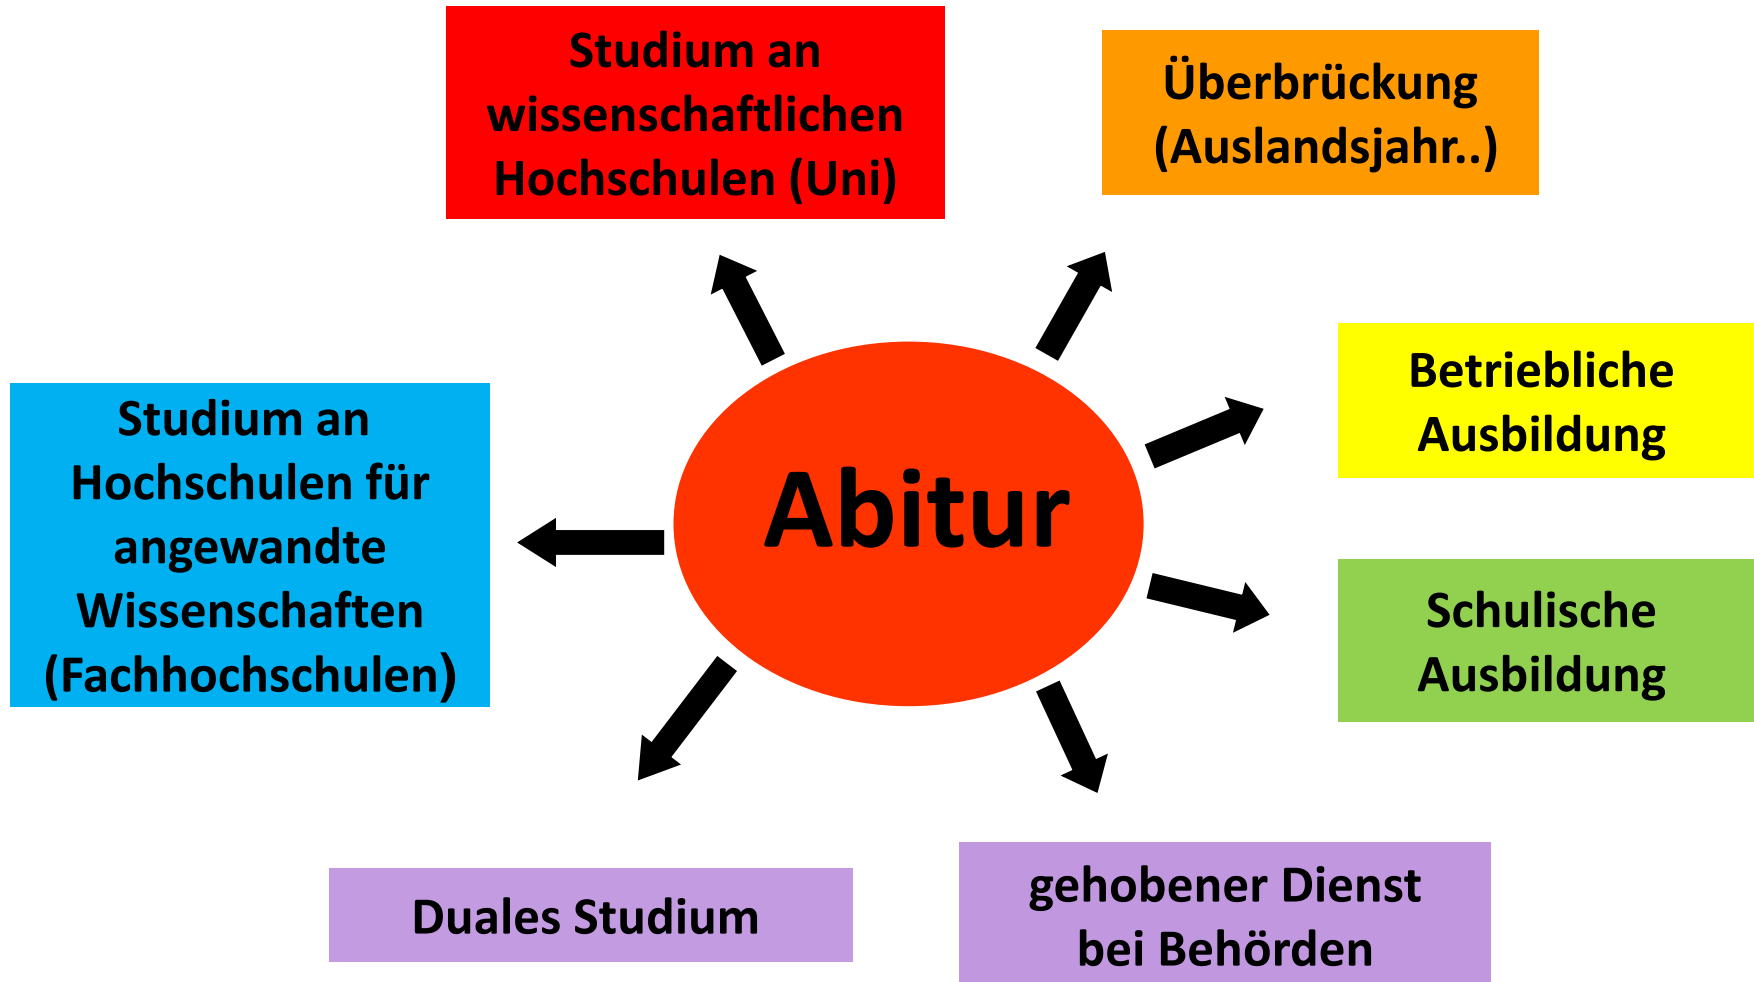 Studium an
wissenschaftlichen
Hochschulen (Uni)
Überbrückung
(Auslandsjahr..)
Betriebliche
Ausbildung
Studium an
Hochschulen für
angewandte
Wissenschaften
(Fachhochschulen)
Abitur
Schulische
Ausbildung
Duales Studium
gehobener Dienst
bei Behörden